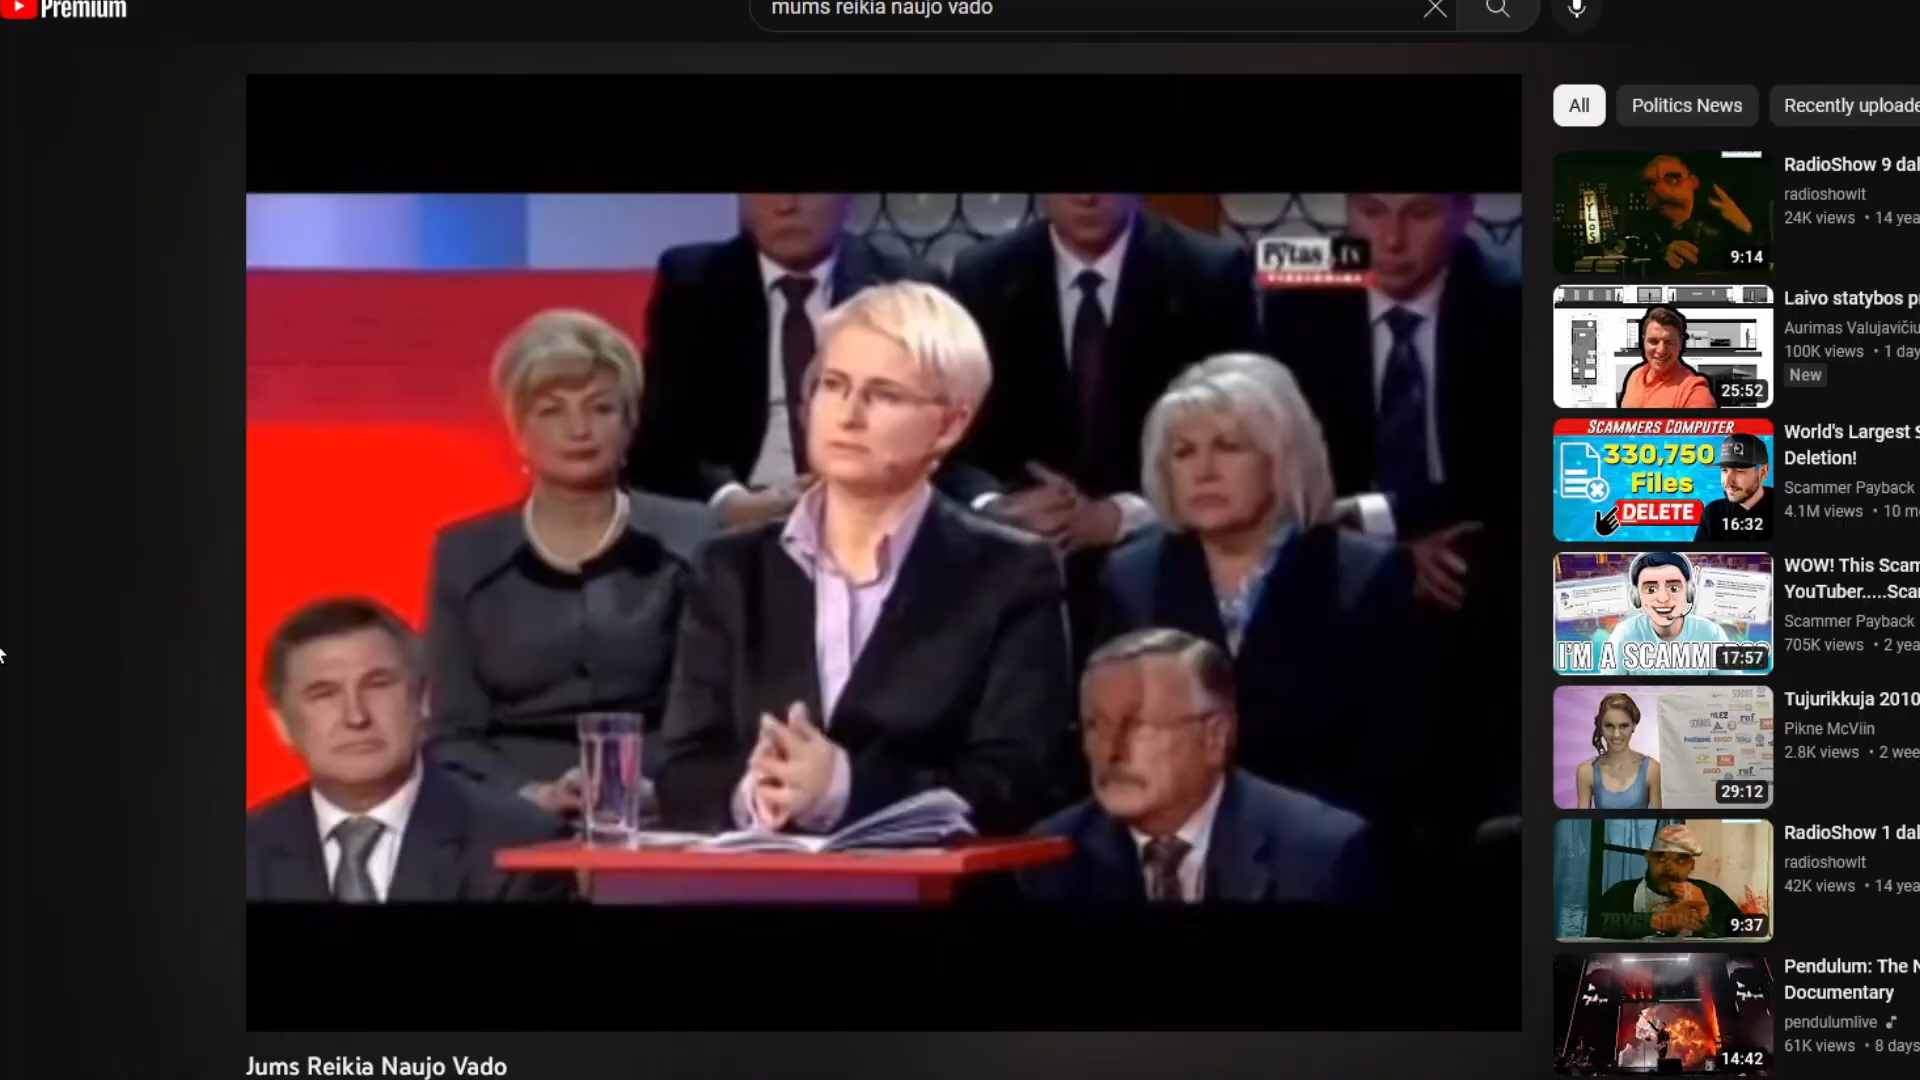 Premium
mums reikia naujo vado
Pÿtas.tv
Jums Reikia Naujo Vado
All
Politics News
Recently uploade
RadioShow 9 dal
radioshowlt
24K views • 14 yea
9:14
Laivo statybos p
Aurimas Valujavičiu
100K views • 1 day
New
25:52
SCAMMERS COMPUTER
330,750
Files
DELETE
16:32
World's Largest S
Deletion!
Scammer Payback
4.1M views • 10 m
I'M A SCAMME
17:57
WOW! This Scam
YouTuber.....Scar
Scammer Payback
705K views • 2 yea
29:12
Tujurikkuja 2010
Pikne McViin
2.8K views • 2 wee
9:37
RadioShow 1 dal
radioshowlt
42K views • 14 yea
14:42
Pendulum: The N
Documentary
pendulumlive
61K views • 8 days